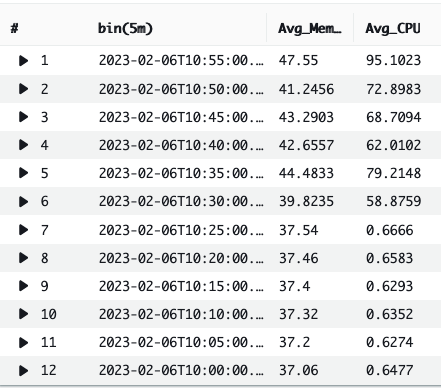 # bin(5m) Avg_Mem… Avg_CPU
1 2023-02-06T10:55:00.… 47.55 95.1023
2 2023-02-06T10:50:00.… 41.2456 72.8983
3 2023-02-06T10:45:00.… 43.2903 68.7094
4 2023-02-06T10:40:00.… 42.6557 62.0102
5 2023-02-06T10:35:00.… 44.4833 79.2148
6 2023-02-06T10:30:00.… 39.8235 58.8759
7 2023-02-06T10:25:00.… 37.54 0.6666
8 2023-02-06T10:20:00.… 37.46 0.6583
9 2023-02-06T10:15:00.… 37.4 0.6293
10 2023-02-06T10:10:00.… 37.32 0.6352
11 2023-02-06T10:05:00.… 37.2 0.6274
12 2023-02-06T10:00:00.… 37.06 0.6477